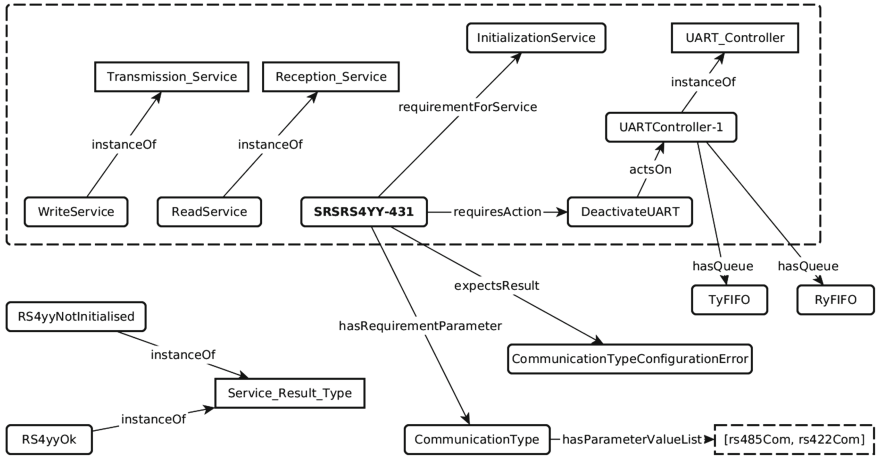 InitializationService
UART_Controller
Transmission_Service
Reception_Service
instanceOf
requirementForService
UARTController-1
instanceOf
instanceOf
actsOn
WriteService
ReadService
SRSRS4YY-431
requiresAction
DeactivateUART
hasQueue
hasQueue
expectsResult
TyFIFO
RyFIFO
RS4yyNotInitialised
hasRequirementParameter
instanceOf
CommunicationTypeConfigurationError
Service_Result_Type
instanceOf
RS4yyOk
CommunicationType
hasParameterValueList
[rs485Com, rs422Com]